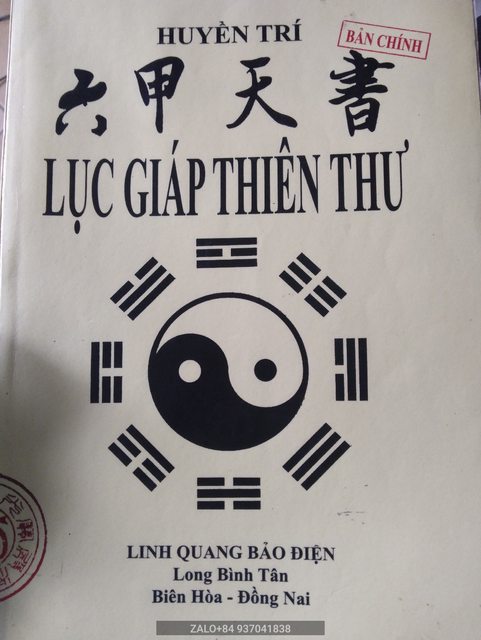 HUYỀN TRÍ
BẢN CHÍNH
六甲天書
LỤC GIÁP THIÊN THƯ
LINH QUANG BẢO ĐIỆN
Long Bình Tân
Biên Hòa - Đồng Nai
ZALO+84 937041838